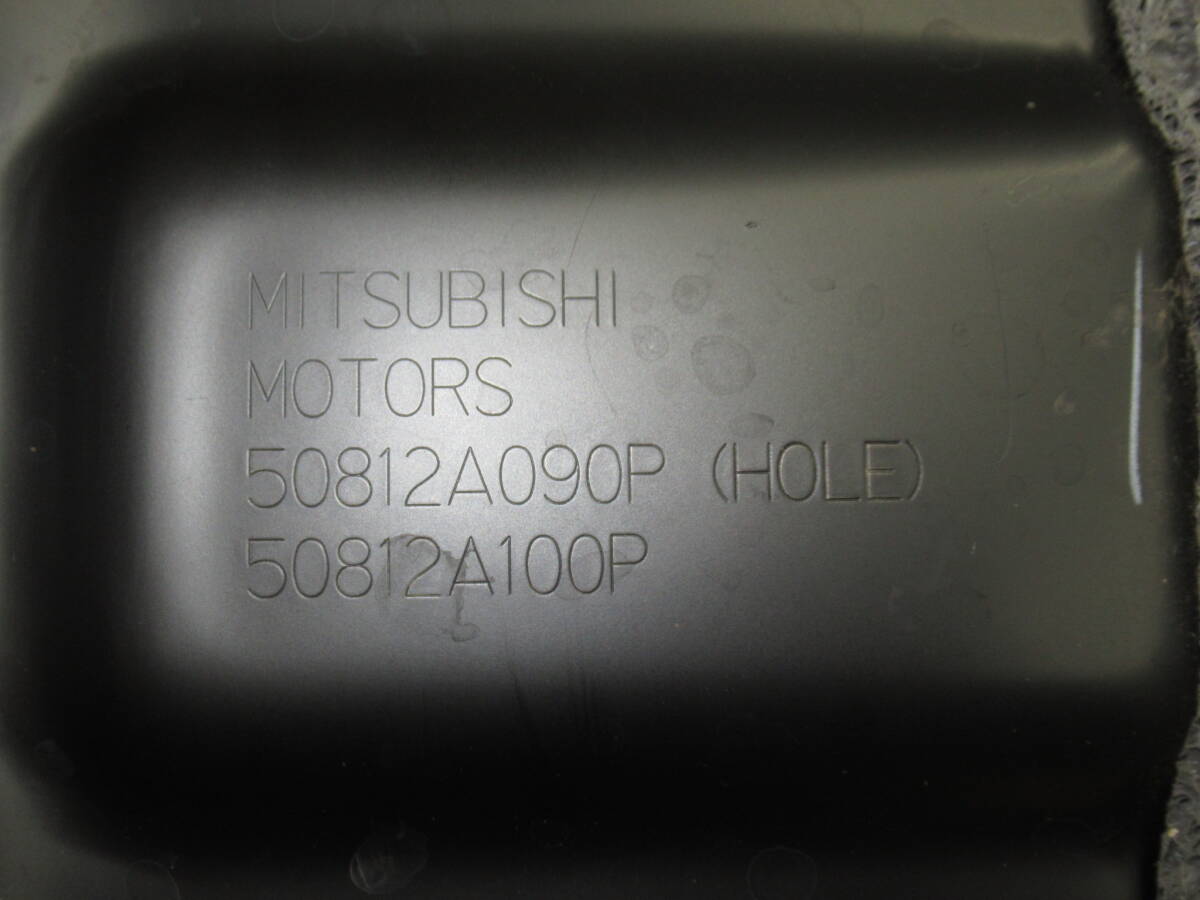 MITSUBISHI
MOTORS
50812A090P (HOLE)
50812A100P